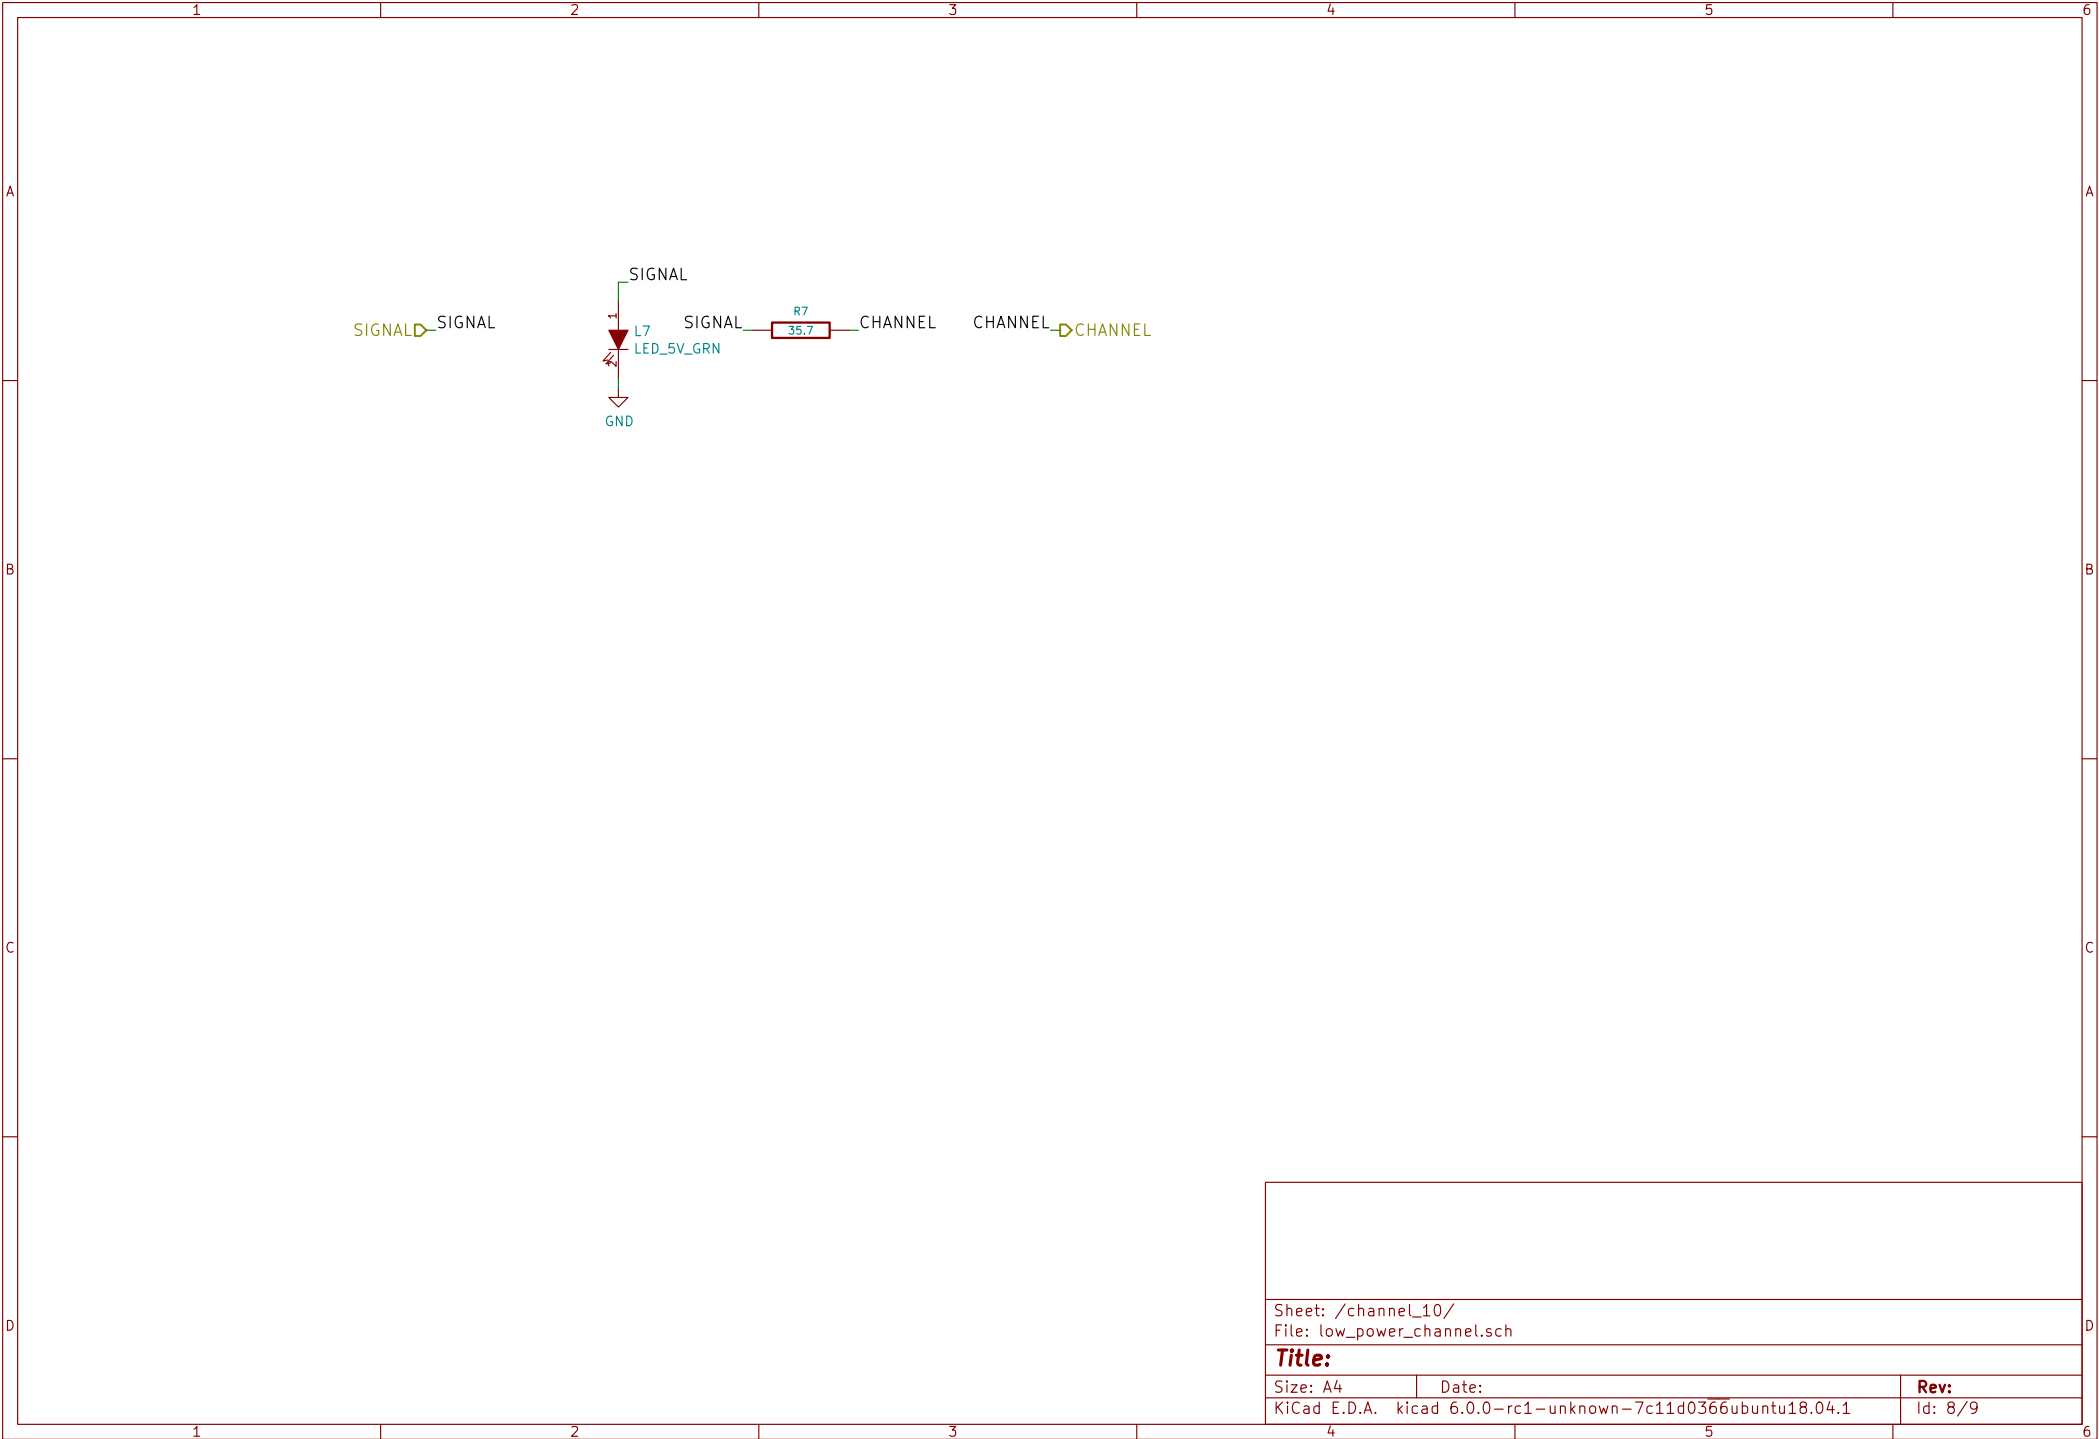 1 2 3 4 5 6
A A
SIGNAL
R7
SIGNAL SIGNAL 1 L7 SIGNAL 35.7 CHANNEL CHANNEL CHANNEL
LED_5V_GRN
2
GND
B B
C C
Sheet: /channel_10/
File: low_power_channel.sch
D D
Title:
Size: A4 Date: Rev:
KiCad E.D.A. kicad 6.0.0-rc1-unknown-7c11d0366ubuntu18.04.1 Id: 8/9
1 2 3 4 5 6